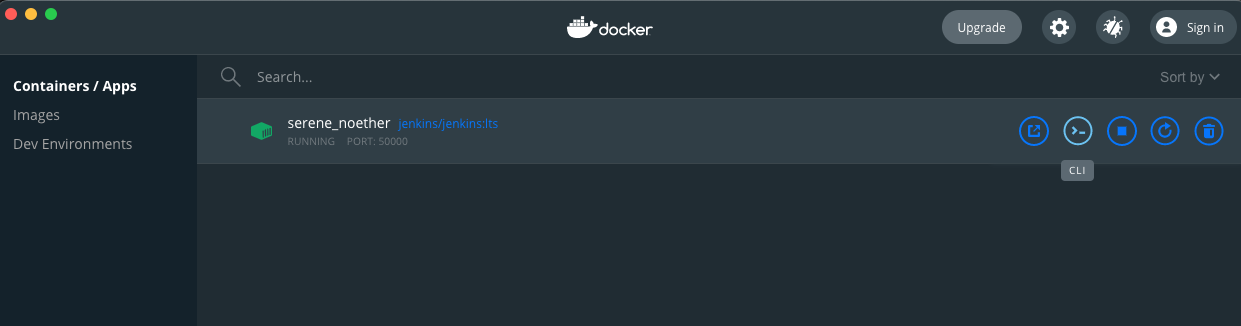 docker
Upgrade
Sign in
Containers / Apps
Images
Dev Environments
Search...
Sort by
serene_noether jenkins/jenkins:lts
RUNNING PORT: 50000
CLI